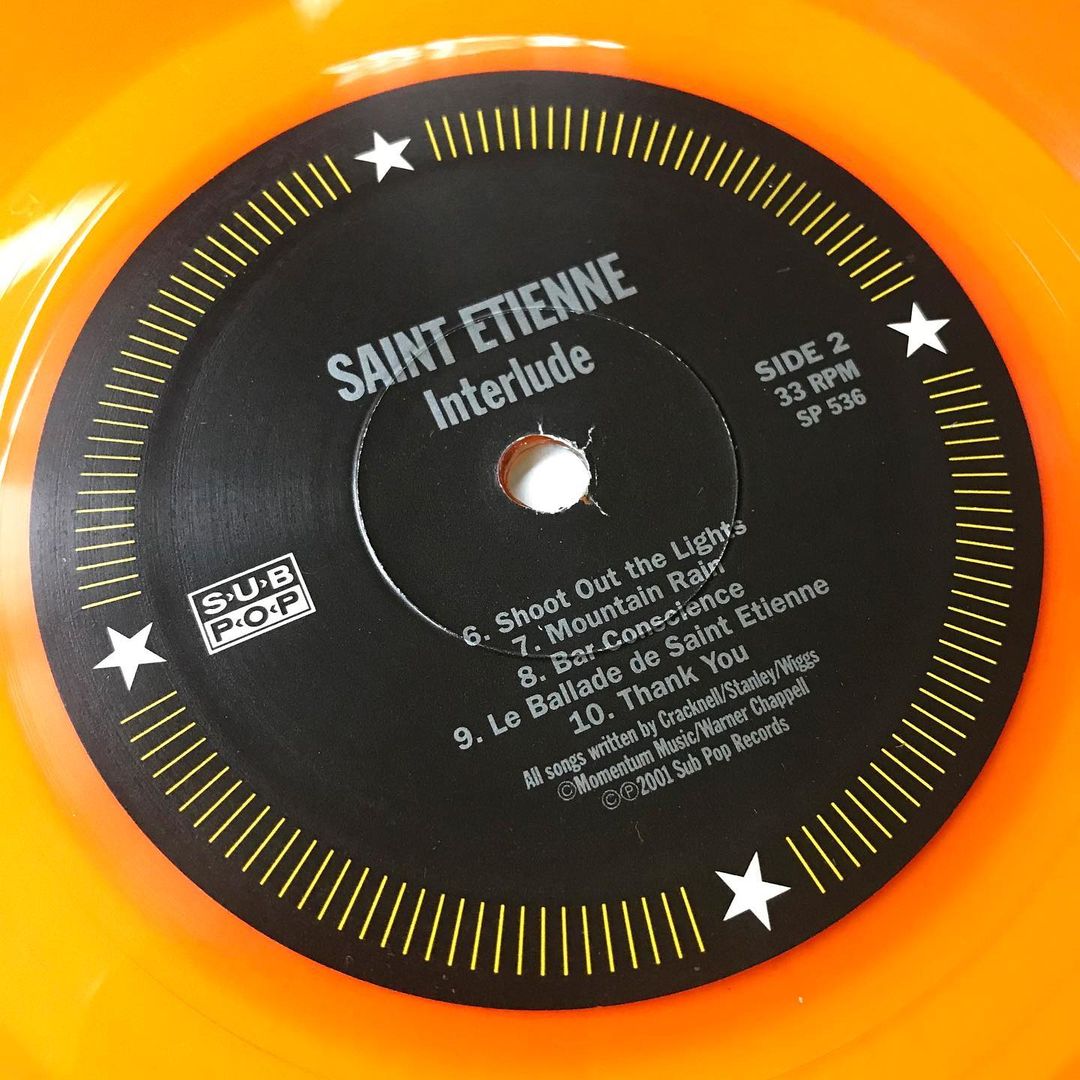 SAINT ETIENNE
Interlude
SIDE 2
33 RPM
SP 536
S›U›B
P‹O‹P
6. Shoot Out the Lights
7. Mountain Rain
8. Bar Conscience
9. Le Ballade de Saint Etienne
10. Thank You
All songs written by Cracknell/Stanley/Wiggs
©Momentum Music/Warner Chappell
©℗2001 Sub Pop Records